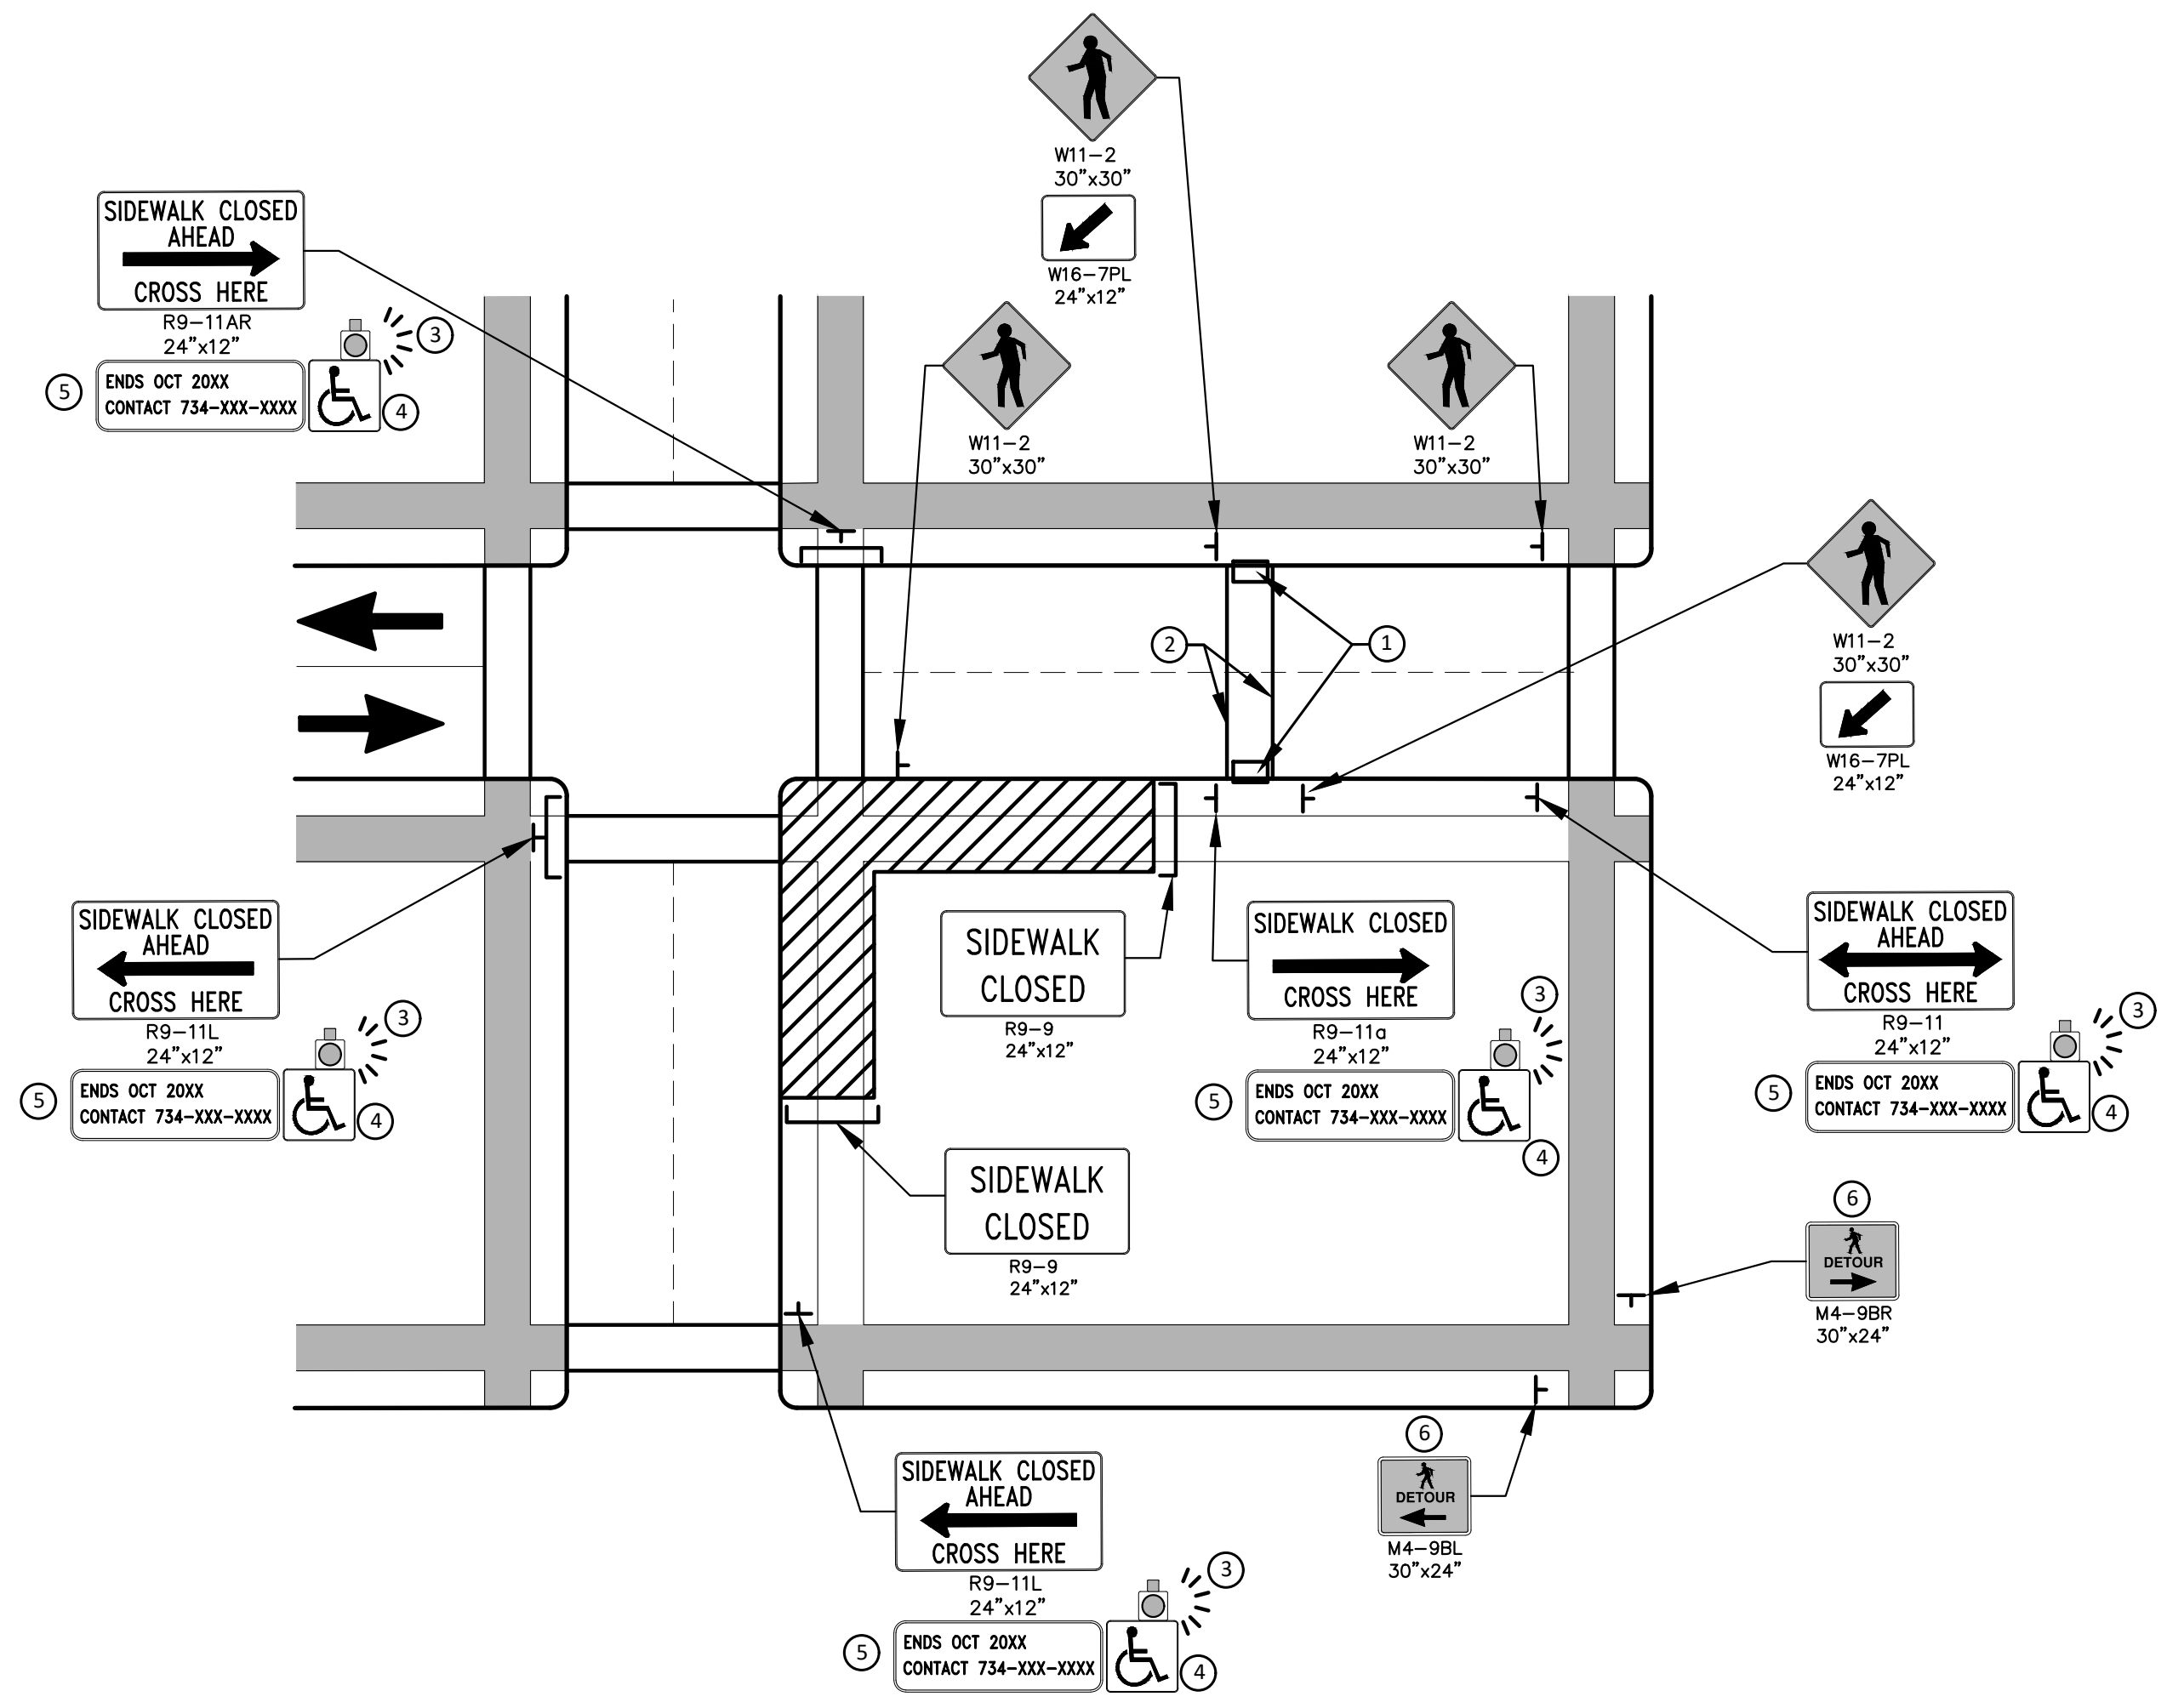 W11-2
30"x30"
W16-7PL
24"x12"
SIDEWALK CLOSED
AHEAD
CROSS HERE
R9-11AR
24"x12"
3
5
ENDS OCT 20XX
CONTACT 734-XXX-XXXX
4
W11-2
30"x30"
W11-2
30"x30"
W11-2
30"x30"
W16-7PL
24"x12"
2
1
SIDEWALK CLOSED
AHEAD
CROSS HERE
R9-11L
24"x12"
3
5
ENDS OCT 20XX
CONTACT 734-XXX-XXXX
4
SIDEWALK
CLOSED
R9-9
24"x12"
SIDEWALK CLOSED
CROSS HERE
R9-11a
24"x12"
3
5
ENDS OCT 20XX
CONTACT 734-XXX-XXXX
4
SIDEWALK CLOSED
AHEAD
CROSS HERE
R9-11
24"x12"
3
5
ENDS OCT 20XX
CONTACT 734-XXX-XXXX
4
SIDEWALK
CLOSED
R9-9
24"x12"
6
DETOUR
M4-9BR
30"x24"
6
DETOUR
M4-9BL
30"x24"
SIDEWALK CLOSED
AHEAD
CROSS HERE
R9-11L
24"x12"
3
5
ENDS OCT 20XX
CONTACT 734-XXX-XXXX
4